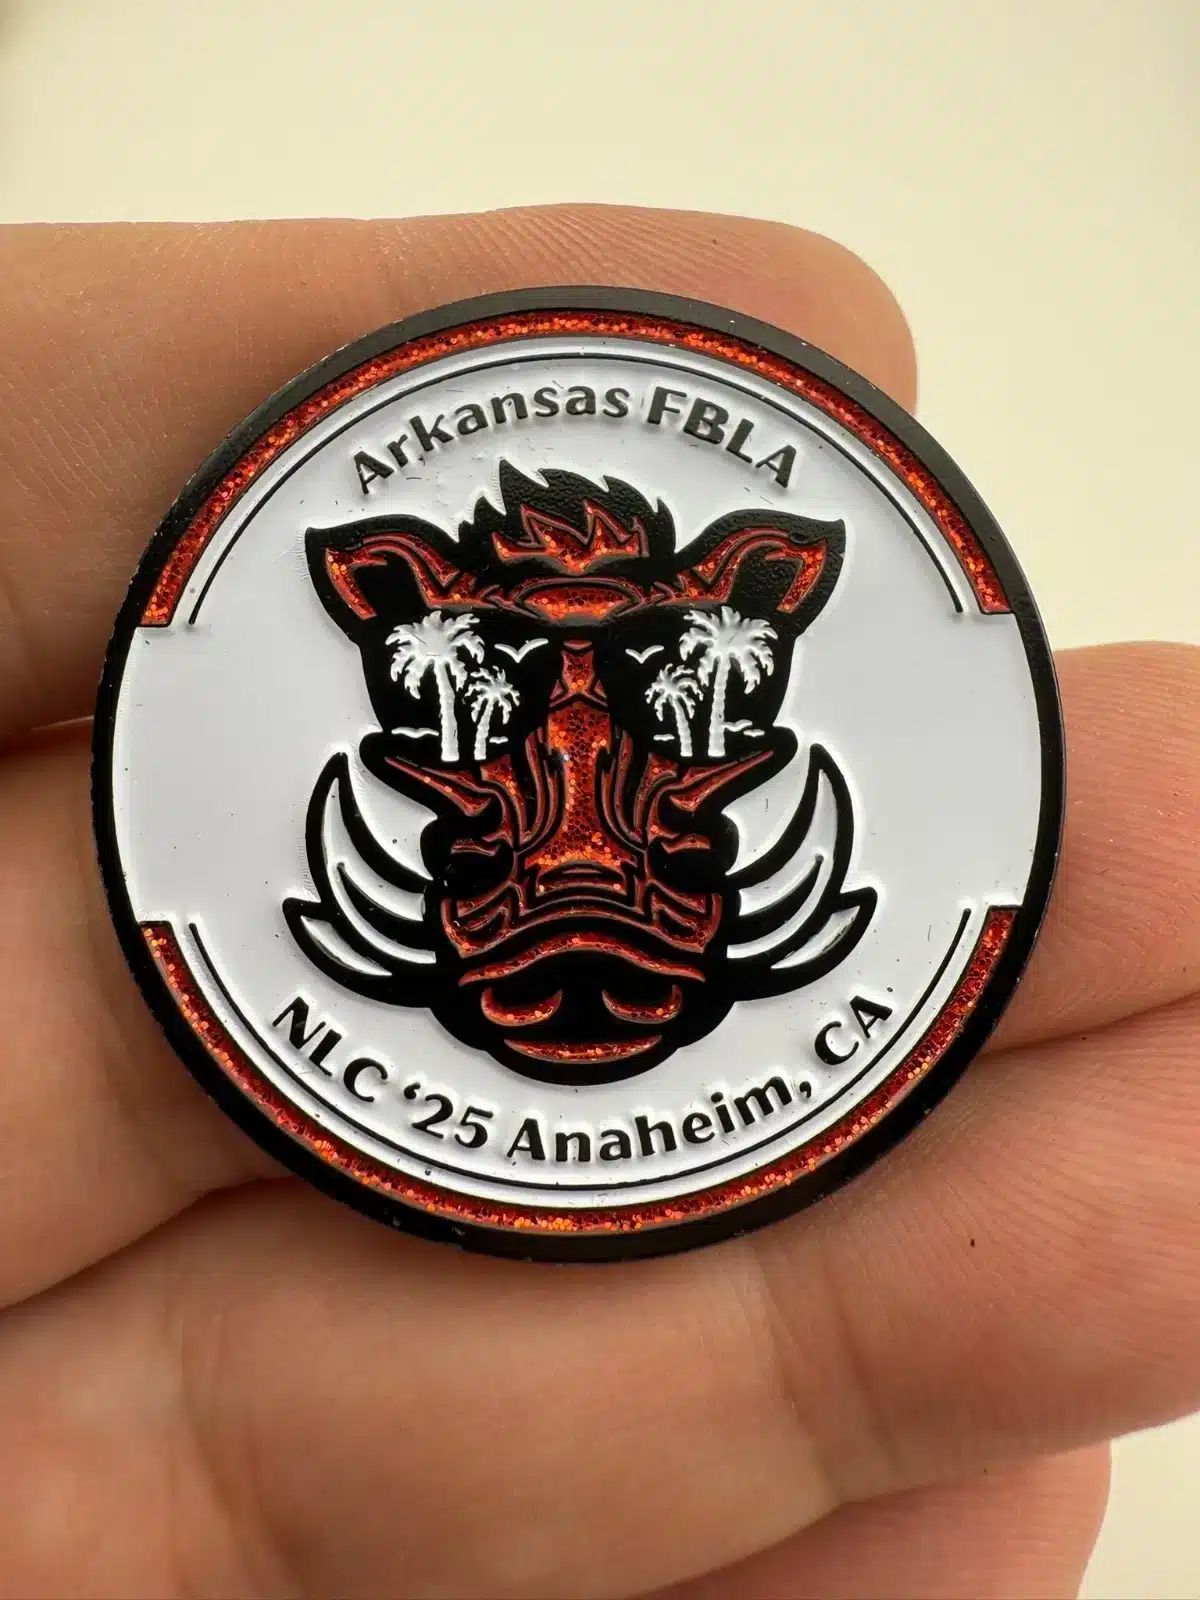 Arkansas FBLA
NLC ‘25 Anaheim, CA